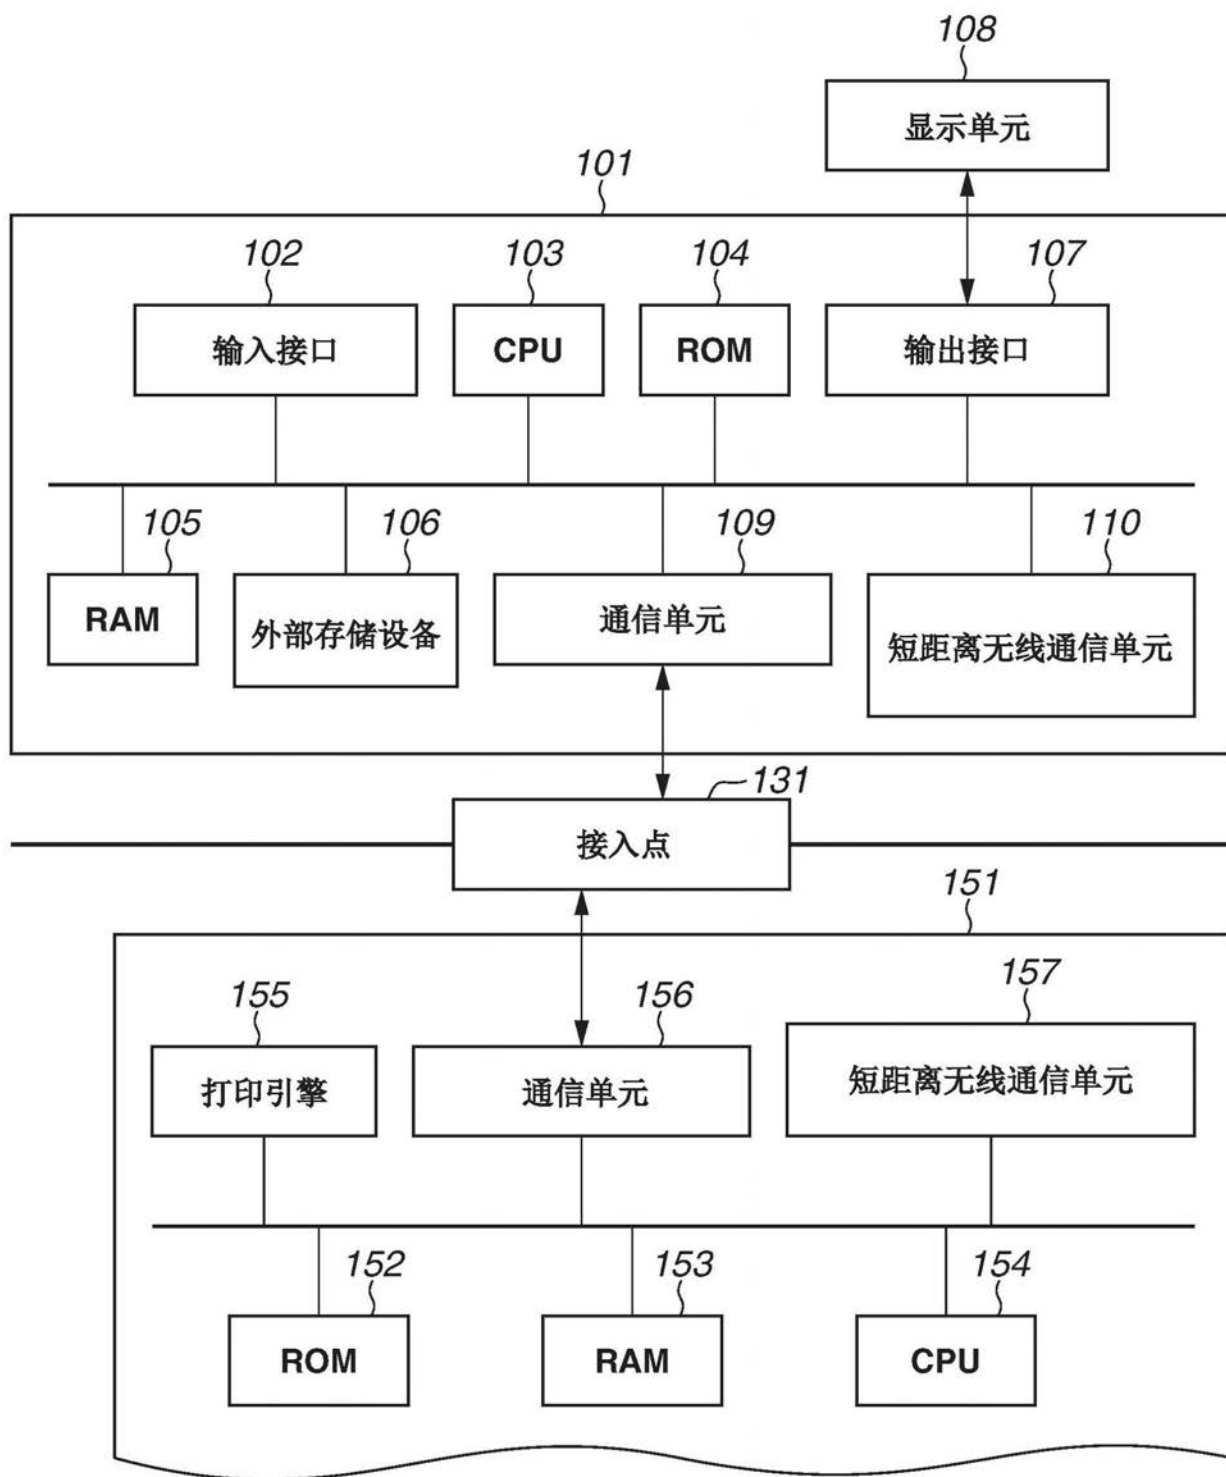 108
显示单元
101
102
103
104
107
输入接口
CPU
ROM
输出接口
105
106
109
110
RAM
外部存储设备
通信单元
短距离无线通信单元
131
接入点
151
155
156
157
打印引擎
通信单元
短距离无线通信单元
152
153
154
ROM
RAM
CPU